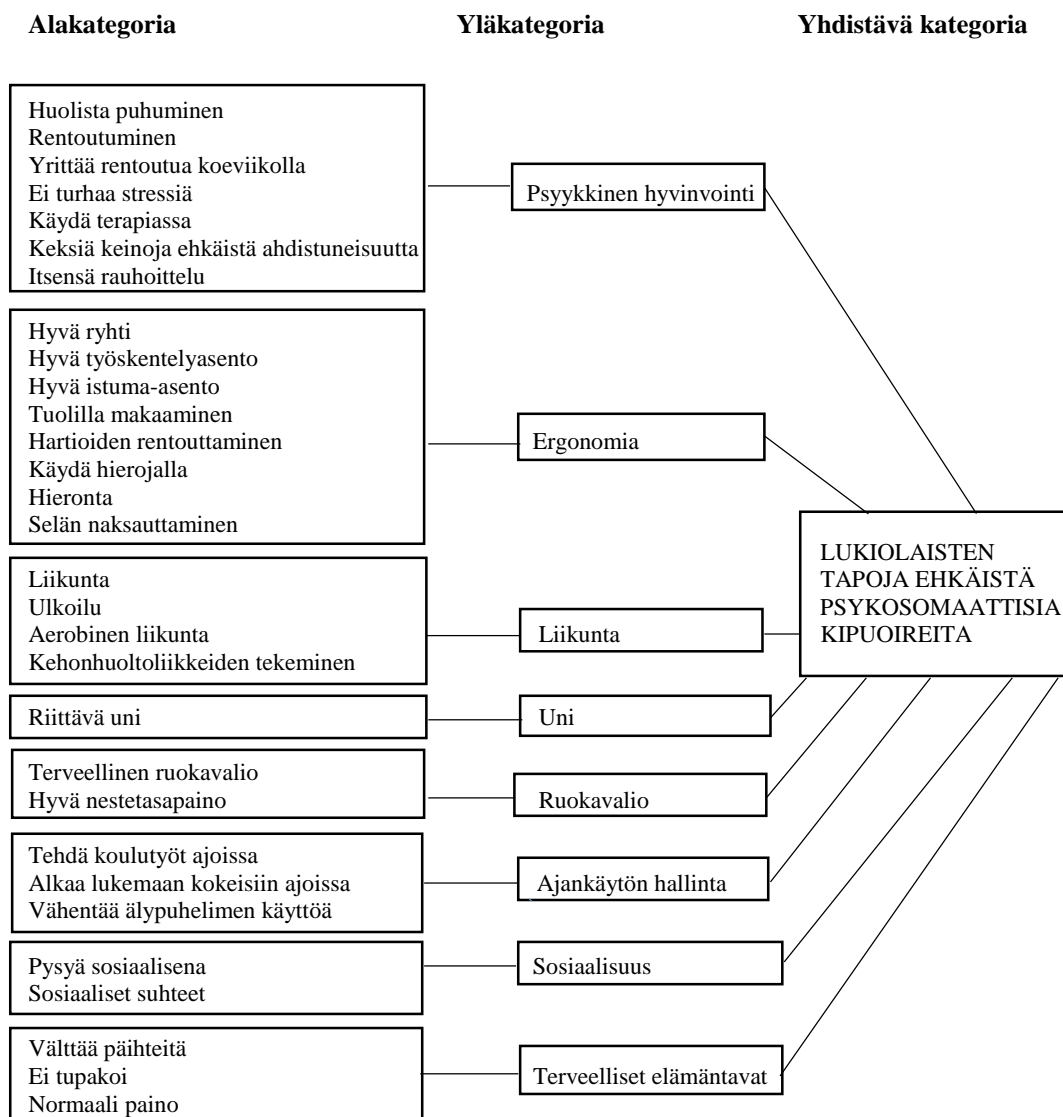 Alakategoria Yläkategoria Yhdistävä kategoria
Huolista puhuminen
Rentoutuminen
Yrittää rentoutua koeviikolla
Ei turhaa stressiä
Käydä terapiassa
Keksiä keinoja ehkäistä ahdistuneisuutta
Itsensä rauhoittelu
Psyykkinen hyvinvointi
Hyvä ryhti
Hyvä työskentelyasento
Hyvä istuma-asento
Tuolilla makaaminen
Hartioiden rentouttaminen
Käydä hierojalla
Hieronta
Selän naksauttaminen
Ergonomia
Liikunta
Ulkoilu
Aerobinen liikunta
Kehonhuoltoliikkeiden tekeminen
Liikunta
Riittävä uni
Uni
Terveellinen ruokavalio
Hyvä nestetasapaino
Ruokavalio
Tehdä koulutyöt ajoissa
Alkaa lukemaan kokeisiin ajoissa
Vähentää älypuhelimen käyttöä
Ajankäytön hallinta
Pysyä sosiaalisena
Sosiaaliset suhteet
Sosiaalisuus
Välttää päihteitä
Ei tupakoi
Normaali paino
Terveelliset elämäntavat
LUKIOLAISTEN
TAPOJA EHKÄISTÄ
PSYKOSOMAATTISIA
KIPUOIREITA